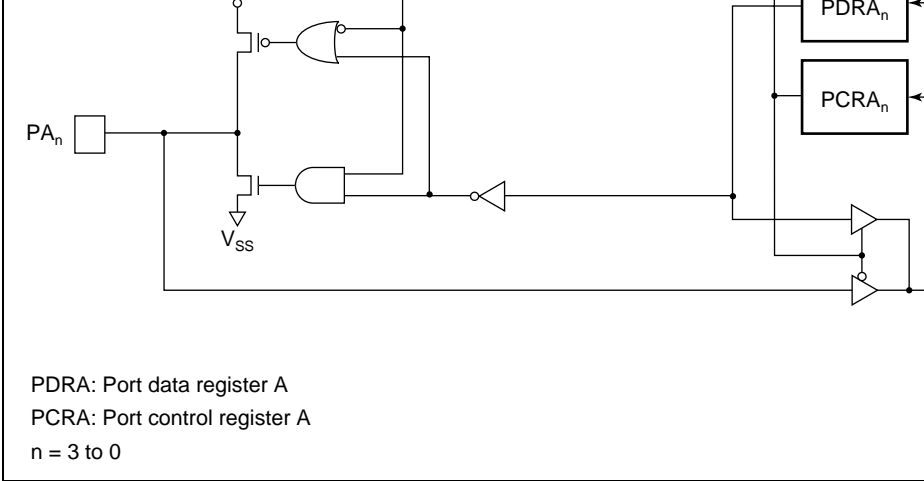 PDRAn
PCRAn
PAn
VSS
PDRA: Port data register A
PCRA: Port control register A
n = 3 to 0